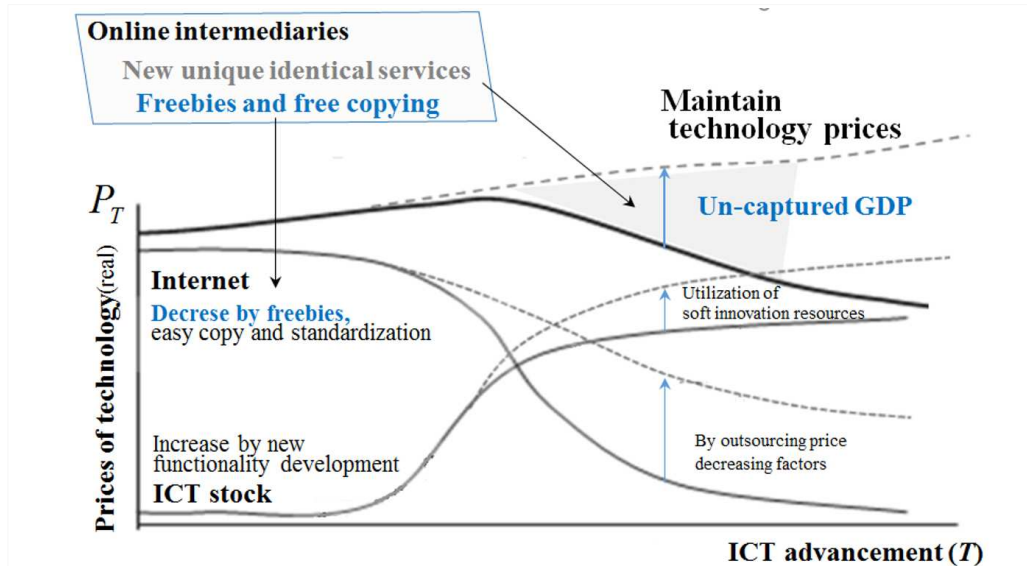 Online intermediaries
New unique identical services
Freebies and free copying
Maintain
technology prices
P_T
Un-captured GDP
Internet
Decrese by freebies,
easy copy and standardization
Utilization of
soft innovation resources
Prices of technology(real)
Increase by new
functionality development
ICT stock
By outsourcing price
decreasing factors
ICT advancement (T)